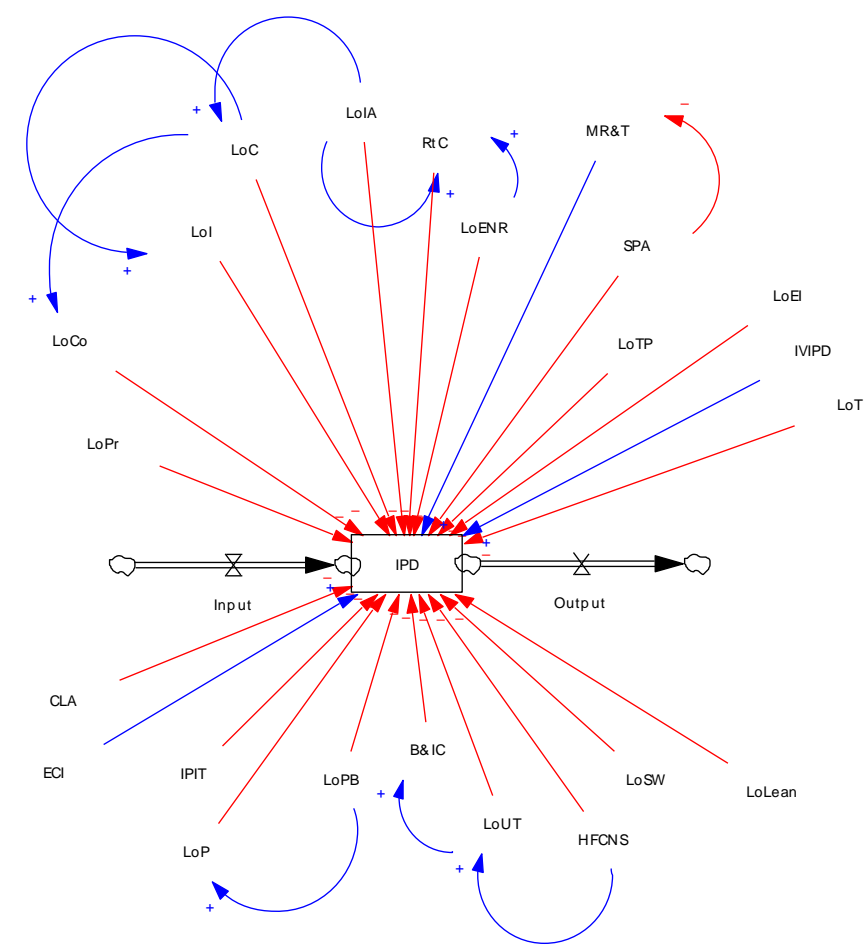 LoIA
MR&T
RtC
LoC
LoI
LoENR
SPA
LoEI
LoCo
LoTP
IVIPD
LoT
LoPr
IPD
Input
Output
CLA
B&IC
ECI
IPIT
LoPB
LoSW
LoLean
LoUT
LoP
HFCNS